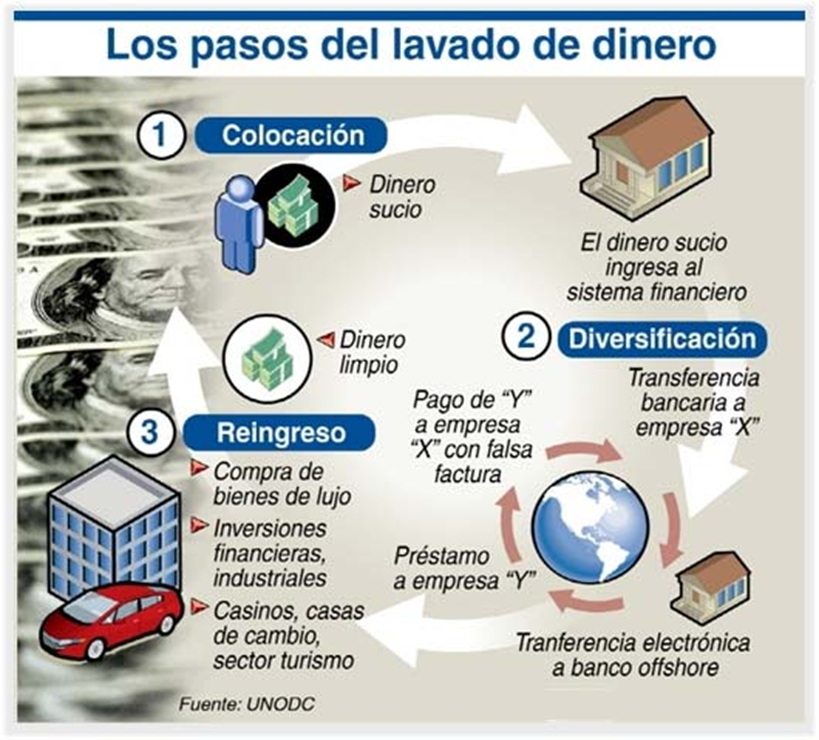 Los pasos del lavado de dinero
1
Colocación
Dinero
sucio
El dinero sucio
ingresa al
sistema financiero
2
Diversificación
Transferencia
bancaria a
empresa “X”
Tranferencia electrónica
a banco offshore
Préstamo
a empresa “Y”
Pago de “Y”
a empresa
“X” con falsa
factura
3
Reingreso
Compra de
bienes de lujo
Inversiones
financieras,
industriales
Casinos, casas
de cambio,
sector turismo
Dinero
limpio
Fuente: UNODC